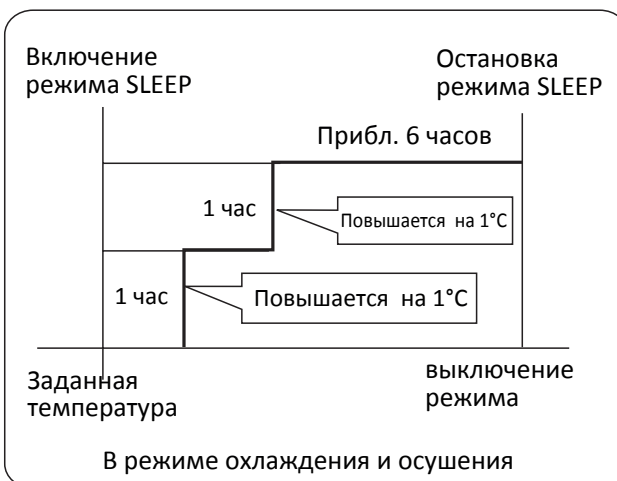 Включение
режима SLEEP
Остановка
режима SLEEP
Прибл. 6 часов
1 час
Повышается на 1°C
1 час
Повышается на 1°C
Заданная
температура
выключение
режима
В режиме охлаждения и осушения